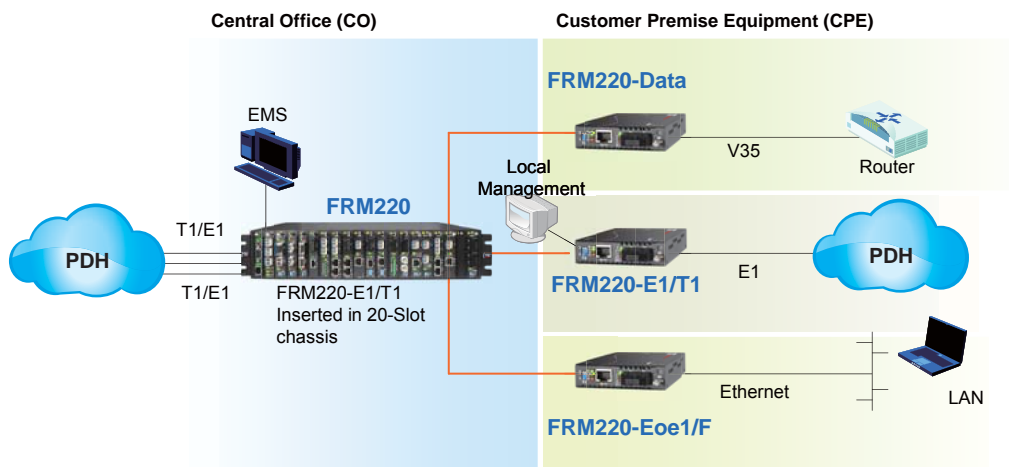 Central Office (CO)
Customer Premise Equipment (CPE)
FRM220-Data
EMS
V35
Router
Local
Management
FRM220
T1/E1
PDH
T1/E1
FRM220-E1/T1
Inserted in 20-Slot
chassis
FRM220-E1/T1
E1
PDH
Ethernet
LAN
FRM220-Eoe1/F